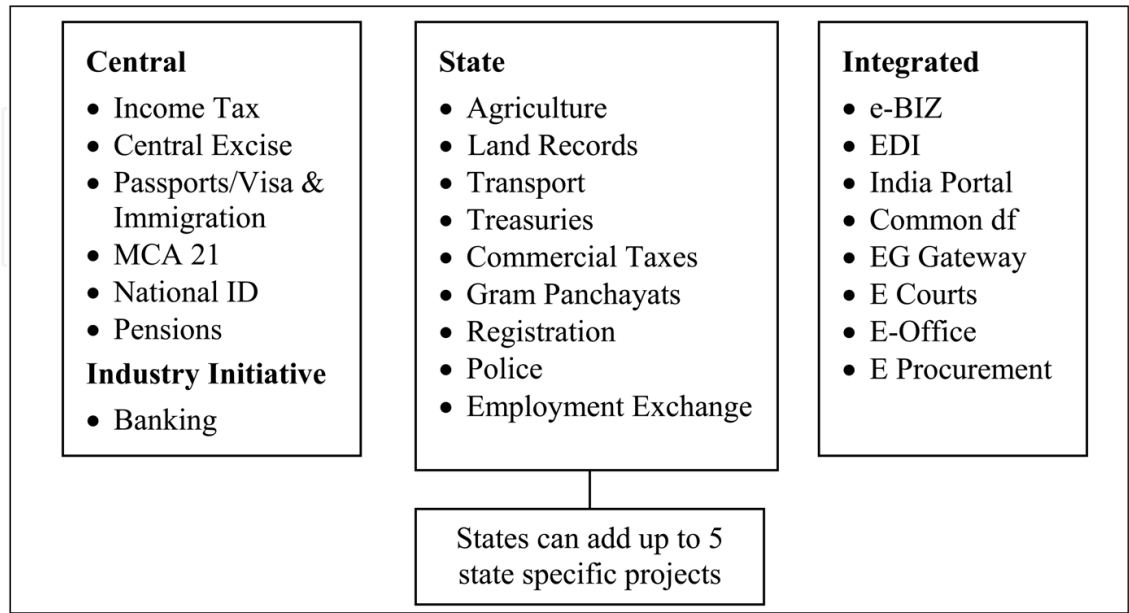 Central
• Income Tax
• Central Excise
• Passports/Visa &
Immigration
• MCA 21
• National ID
• Pensions
Industry Initiative
• Banking
State
• Agriculture
• Land Records
• Transport
• Treasuries
• Commercial Taxes
• Gram Panchayats
• Registration
• Police
• Employment Exchange
Integrated
• e-BIZ
• EDI
• India Portal
• Common df
• EG Gateway
• E Courts
• E-Office
• E Procurement
States can add up to 5
state specific projects